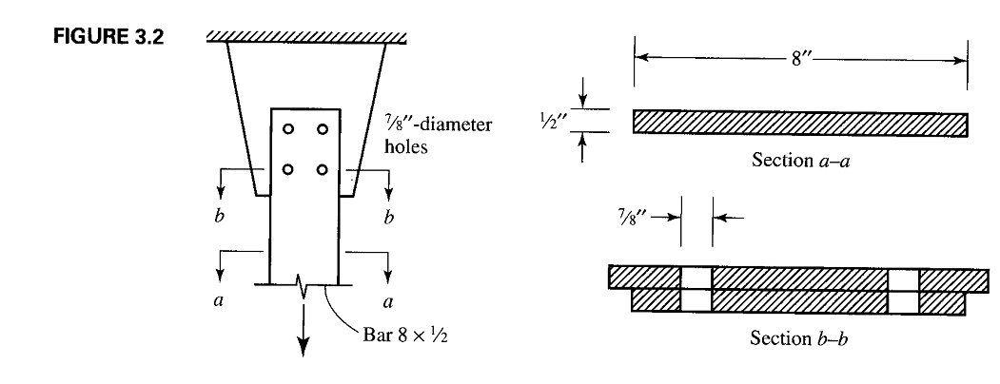 FIGURE 3.2
⅞″-diameter
holes
b
b
a
a
Bar 8 × ½
8″
½″
Section a–a
⅞″
Section b–b